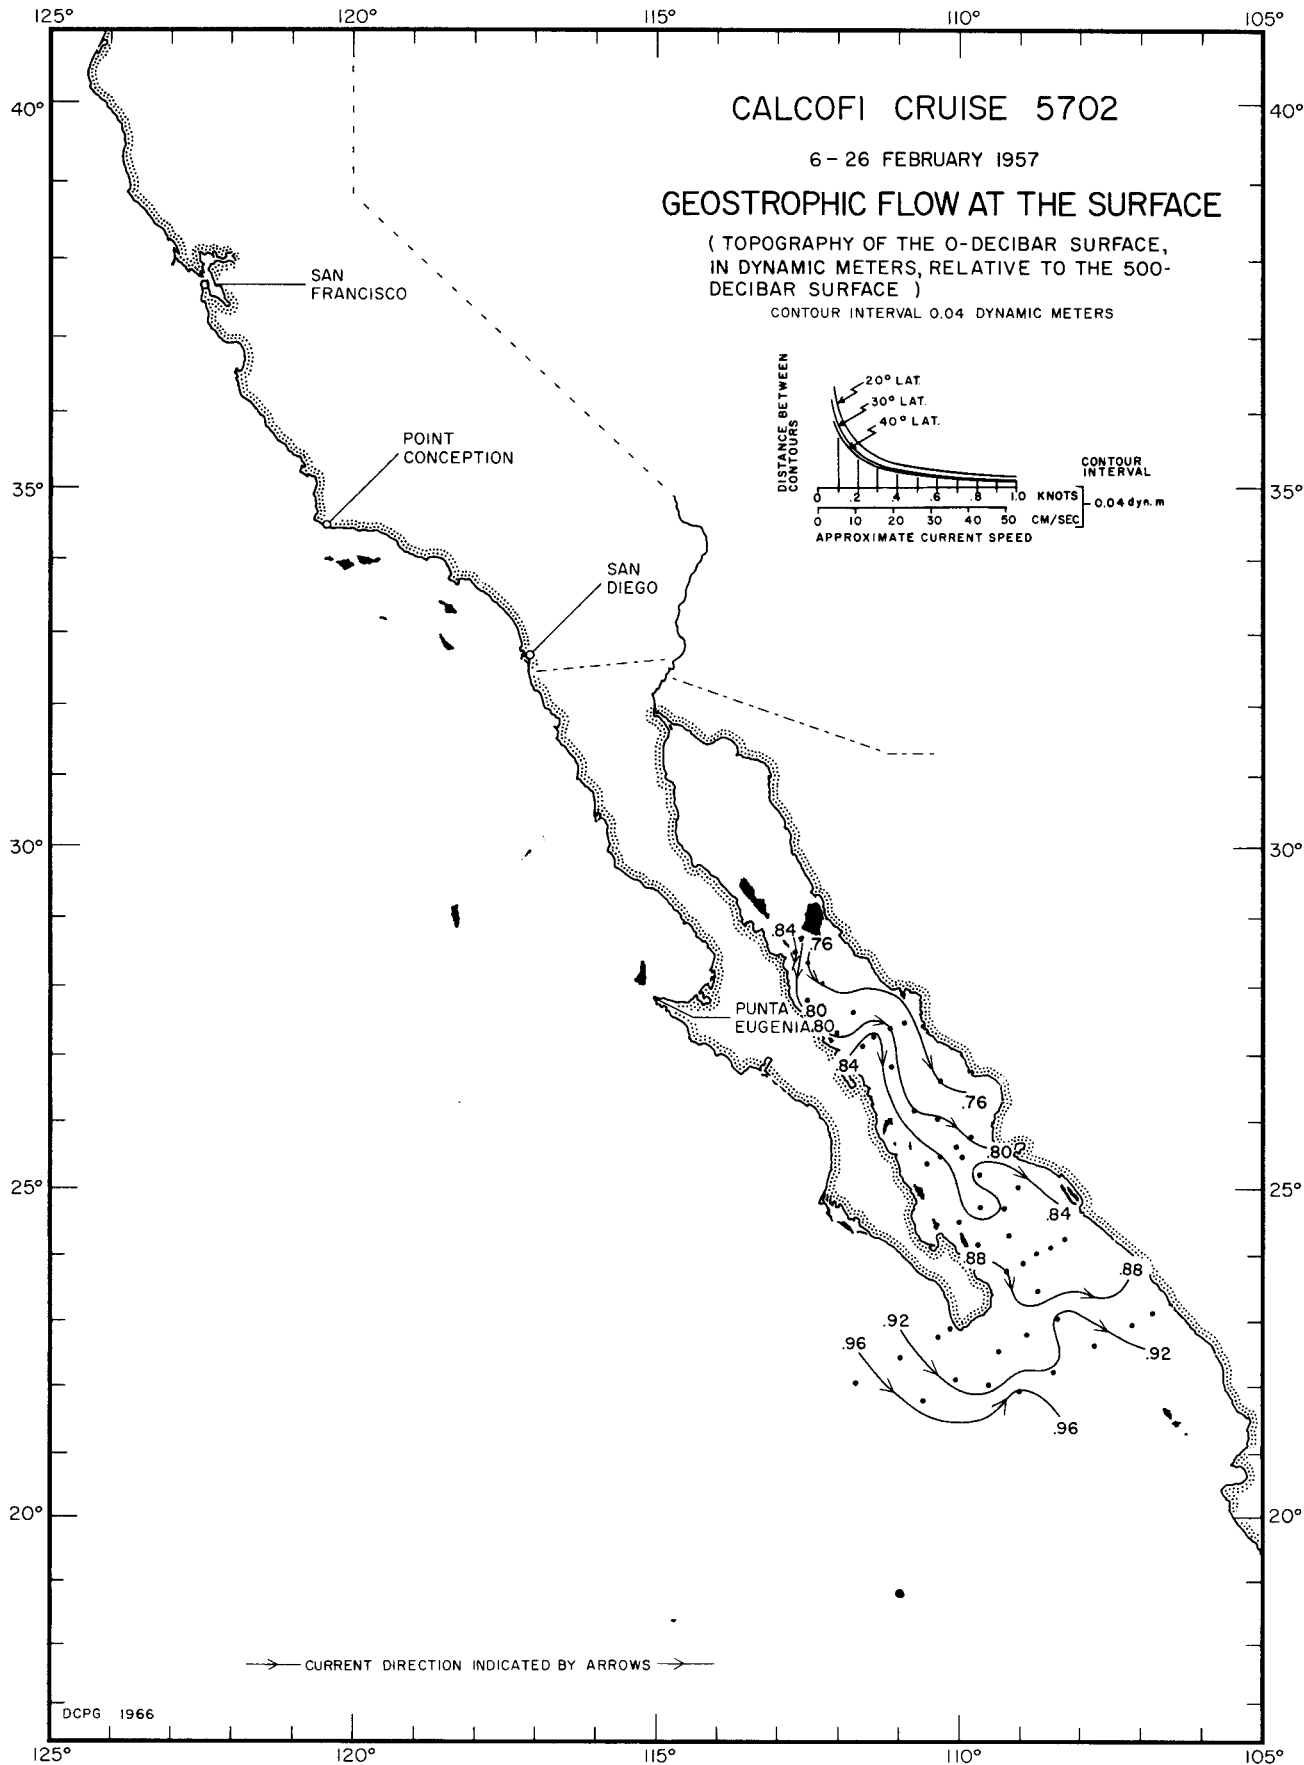 125° 120° 115° 110° 105°
40° 40°
CALCOFI CRUISE 5702
6-26 FEBRUARY 1957
GEOSTROPHIC FLOW AT THE SURFACE
( TOPOGRAPHY OF THE 0-DECIBAR SURFACE,
IN DYNAMIC METERS, RELATIVE TO THE 500-
DECIBAR SURFACE )
CONTOUR INTERVAL 0.04 DYNAMIC METERS
SAN
FRANCISCO
DISTANCE BETWEEN
CONTOURS
20° LAT.
30° LAT.
40° LAT.
POINT
CONCEPTION
CONTOUR
INTERVAL
0 .2 .4 .6 .8 1.0 KNOTS
0.04 dyn. m
0 10 20 30 40 50 CM/SEC
APPROXIMATE CURRENT SPEED
35° 35°
SAN
DIEGO
30° 30°
.84
.76
PUNTA
EUGENIA
.80
.80
.84
.76
.80?
25° 25°
.84
.88
.88
.92
.96
.92
.96
20° 20°
CURRENT DIRECTION INDICATED BY ARROWS
DCPG 1966
125° 120° 115° 110° 105°